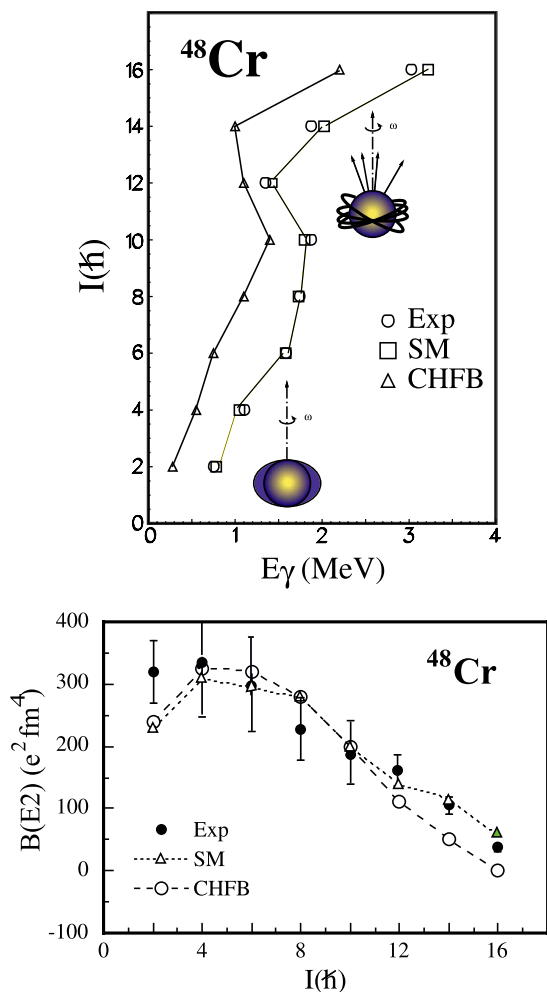 ⁴⁸Cr
16
14
12
10
8
6
4
2
0
I(ħ)
ω
Exp
SM
CHFB
ω
0 1 2 3 4
Eγ (MeV)
400
300
200
100
0
-100
B(E2) (e² fm⁴)
⁴⁸Cr
Exp
SM
CHFB
0 4 8 12 16
I(ħ)